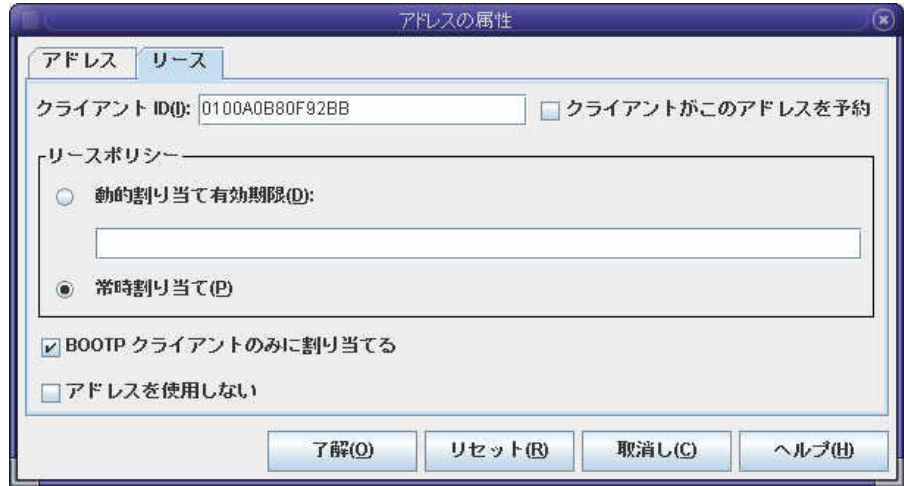 アドレスの属性
アドレス リース
クライアント ID(I): 0100A0B80F92BB クライアントがこのアドレスを予約
リースポリシー
動的割り当て有効期限(D):
常時割り当て(P)
BOOTP クライアントのみに割り当てる
アドレスを使用しない
了解(O) リセット(R) 取消し(C) ヘルプ(H)